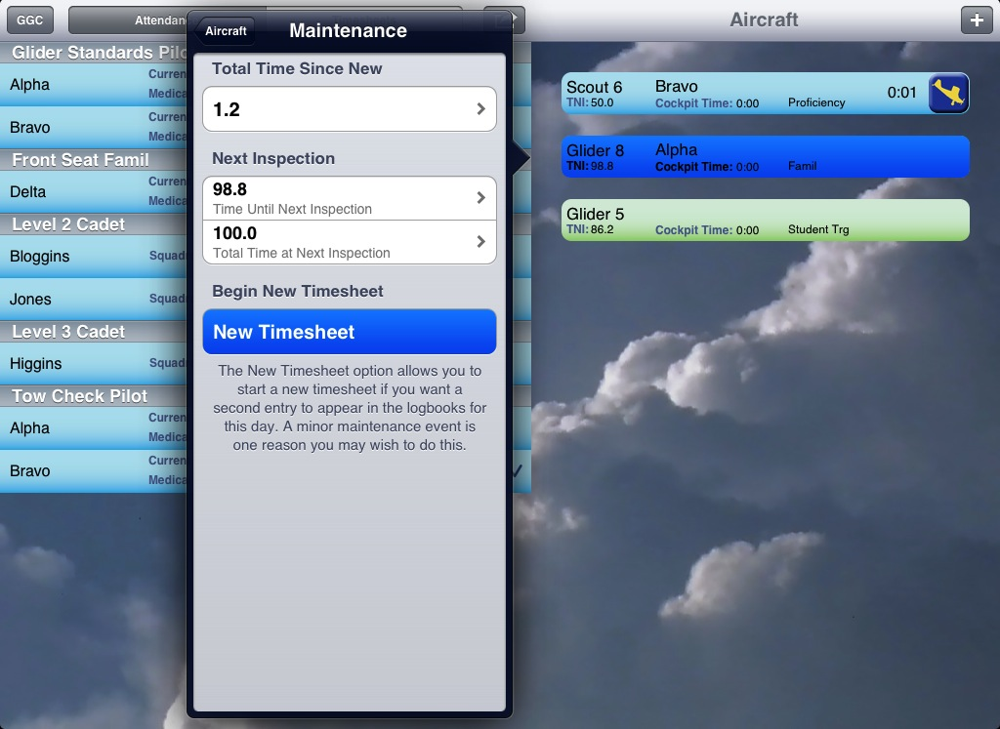 GGC
Attendan
Aircraft
Maintenance
Aircraft
+
Glider Standards Pilo
Alpha
Curren
Medica
Bravo
Curren
Medica
Front Seat Famil
Delta
Curren
Medica
Level 2 Cadet
Bloggins
Squad
Jones
Squad
Level 3 Cadet
Higgins
Squad
Tow Check Pilot
Alpha
Curren
Medica
Bravo
Curren
Medica
Total Time Since New
1.2
Next Inspection
98.8
Time Until Next Inspection
100.0
Total Time at Next Inspection
Begin New Timesheet
New Timesheet
The New Timesheet option allows you to
start a new timesheet if you want a
second entry to appear in the logbooks for
this day. A minor maintenance event is
one reason you may wish to do this.
Scout 6 Bravo 0:01
TNI: 50.0 Cockpit Time: 0:00 Proficiency
Glider 8 Alpha
TNI: 98.8 Cockpit Time: 0:00 Famil
Glider 5
TNI: 86.2 Cockpit Time: 0:00 Student Trg